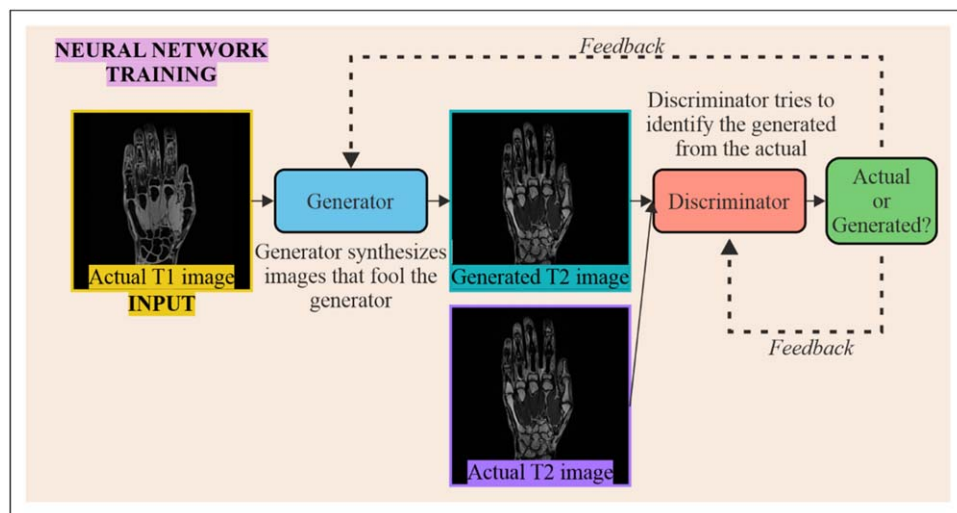 NEURAL NETWORK
TRAINING
Feedback
Actual T1 image
INPUT
Generator
Generator synthesizes
images that fool the
generator
Generated T2 image
Actual T2 image
Discriminator tries to
identify the generated
from the actual
Discriminator
Actual
or
Generated?
Feedback